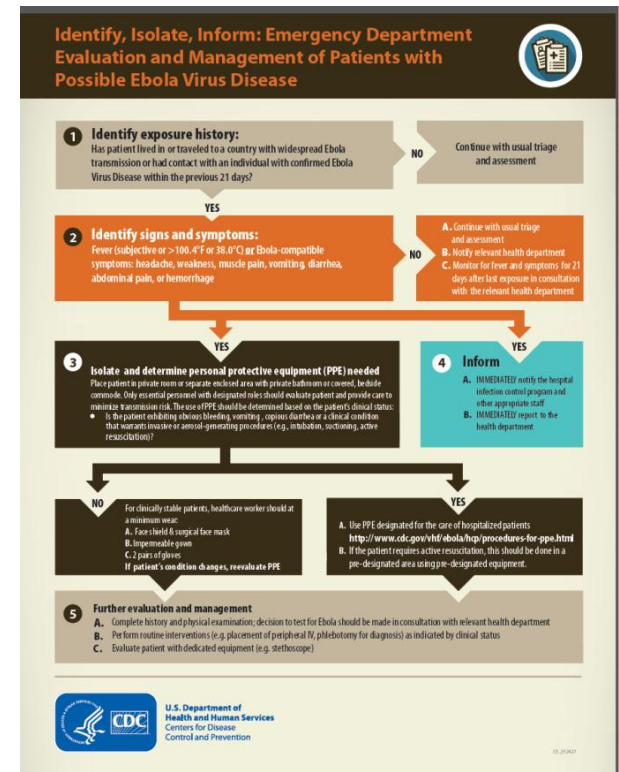 Identify, Isolate, Inform: Emergency Department
Evaluation and Management of Patients with
Possible Ebola Virus Disease
1 Identify exposure history:
Has patient lived in or traveled to a country with widespread Ebola
transmission or had contact with an individual with confirmed Ebola
Virus Disease within the previous 21 days?
NO
Continue with usual triage
and assessment
YES
2 Identify signs and symptoms:
Fever (subjective or >100.4°F or 38.0°C) or Ebola-compatible
symptoms: headache, weakness, muscle pain, vomiting, diarrhea,
abdominal pain, or hemorrhage
NO
A. Continue with usual triage
and assessment
B. Notify relevant health department
C. Monitor for fever and symptoms for 21
days after last exposure in consultation
with the relevant health department
YES
3 Isolate and determine personal protective equipment (PPE) needed
Place patient in private room or separate enclosed area with private bathroom or covered, bedside
commode. Only essential personnel with designated roles should evaluate patient and provide care to
minimize transmission risk. The use of PPE should be determined based on the patient's clinical status:
• Is the patient exhibiting obvious bleeding, vomiting, copious diarrhea or a clinical condition
that warrants invasive or aerosol-generating procedures (e.g., intubation, suctioning, active
resuscitation)?
YES
4 Inform
A. IMMEDIATELY notify the hospital
infection control program and
other appropriate staff
B. IMMEDIATELY report to the
health department
NO
For clinically stable patients, healthcare worker should at
a minimum wear:
A. Face shield & surgical face mask
B. Impermeable gown
C. 2 pairs of gloves
If patient's condition changes, reevaluate PPE
YES
A. Use PPE designated for the care of hospitalized patients
http://www.cdc.gov/vhf/ebola/hcp/procedures-for-ppe.html
B. If the patient requires active resuscitation, this should be done in a
pre-designated area using pre-designated equipment.
5 Further evaluation and management
A. Complete history and physical examination; decision to test for Ebola should be made in consultation with relevant health department
B. Perform routine interventions (e.g. placement of peripheral IV, phlebotomy for diagnosis) as indicated by clinical status
C. Evaluate patient with dedicated equipment (e.g. stethoscope)
CDC
U.S. Department of
Health and Human Services
Centers for Disease
Control and Prevention